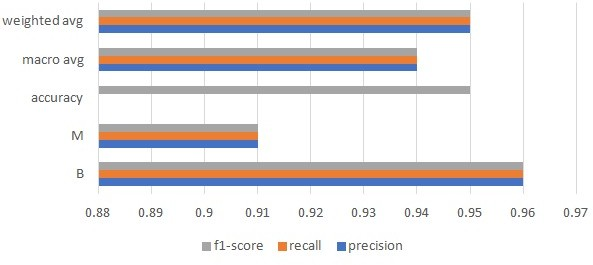 weighted avg
macro avg
accuracy
M
B
0.88 0.89 0.9 0.91 0.92 0.93 0.94 0.95 0.96 0.97
f1-score recall precision